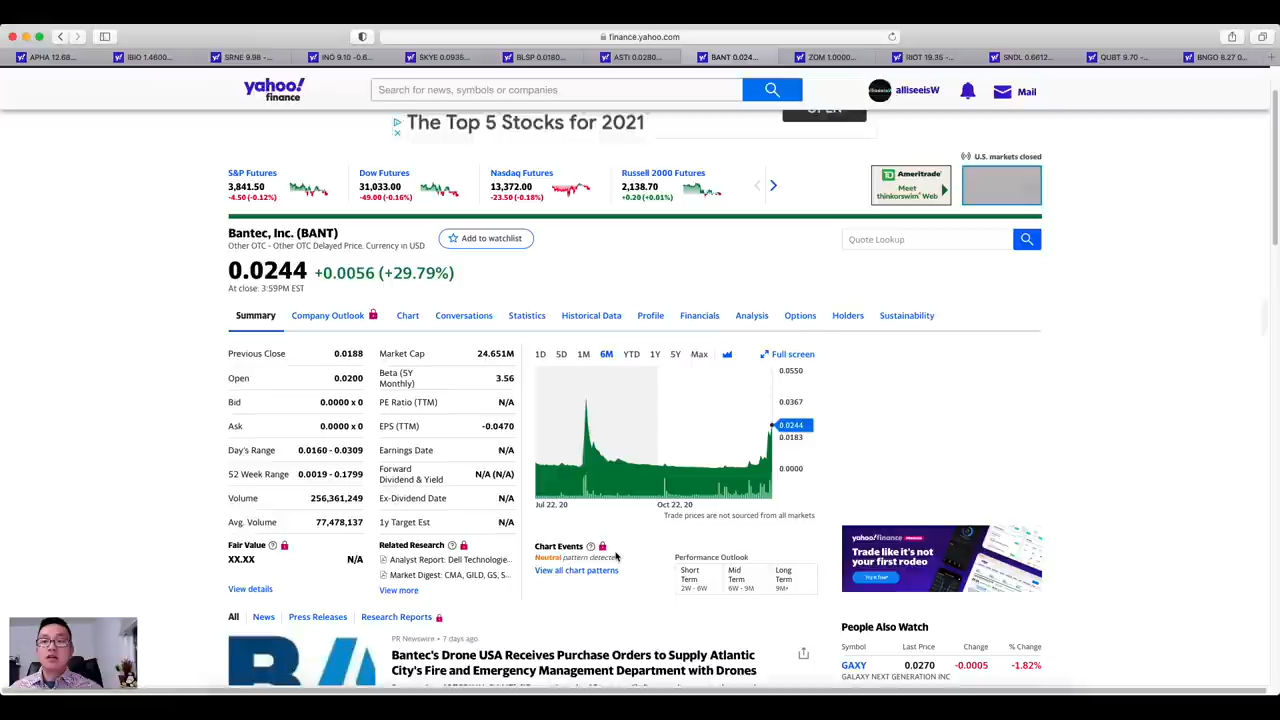 finance.yahoo.com
APHA 12.68...
IBIO 1.4600...
SRNE 9.98 -...
INO 9.10 -0.6...
SKYE 0.0935...
BLSP 0.0180...
ASTI 0.0280...
BANT 0.024...
ZOM 1.0000...
RIOT 19.35 -...
SNDL 0.6612...
QUBT 9.70 -...
BNGO 8.27 0...
yahoo!
finance
Search for news, symbols or companies
alliseeisW
Mail
The Top 5 Stocks for 2021
OPEN
U.S. markets closed
S&P Futures
3,841.50
-4.50 (-0.12%)
Dow Futures
31,033.00
-49.00 (-0.16%)
Nasdaq Futures
13,372.00
-23.50 (-0.18%)
Russell 2000 Futures
2,138.70
+0.20 (+0.01%)
TD Ameritrade
Meet
thinkorswim Web
Bantec, Inc. (BANT)
Other OTC - Other OTC Delayed Price. Currency in USD
Add to watchlist
Quote Lookup
0.0244 +0.0056 (+29.79%)
At close: 3:59PM EST
Summary Company Outlook Chart Conversations Statistics Historical Data Profile Financials Analysis Options Holders Sustainability
Previous Close 0.0188
Open 0.0200
Bid 0.0000 x 0
Ask 0.0000 x 0
Day's Range 0.0160 - 0.0309
52 Week Range 0.0019 - 0.1799
Volume 256,361,249
Avg. Volume 77,478,137
Market Cap 24.651M
Beta (5Y
Monthly) 3.56
PE Ratio (TTM) N/A
EPS (TTM) -0.0470
Earnings Date N/A
Forward
Dividend & Yield N/A (N/A)
Ex-Dividend Date N/A
1y Target Est N/A
Fair Value
XX.XX N/A
View details
Related Research
Analyst Report: Dell Technologie...
Market Digest: CMA, GILD, GS, S...
View more
1D 5D 1M 6M YTD 1Y 5Y Max
Full screen
0.0550
0.0367
0.0244
0.0183
0.0000
Jul 22, 20 Oct 22, 20
Trade prices are not sourced from all markets
Chart Events
Neutral pattern detected
View all chart patterns
Performance Outlook
Short
Term
2W - 6W
Mid
Term
6W - 9M
Long
Term
9M+
All News Press Releases Research Reports
PR Newswire • 7 days ago
Bantec's Drone USA Receives Purchase Orders to Supply Atlantic
City's Fire and Emergency Management Department with Drones
BA
yahoo!finance
Trade like it's not
your first rodeo
Try it free*
People Also Watch
Symbol Last Price Change % Change
GAXY 0.0270 -0.0005 -1.82%
GALAXY NEXT GENERATION INC